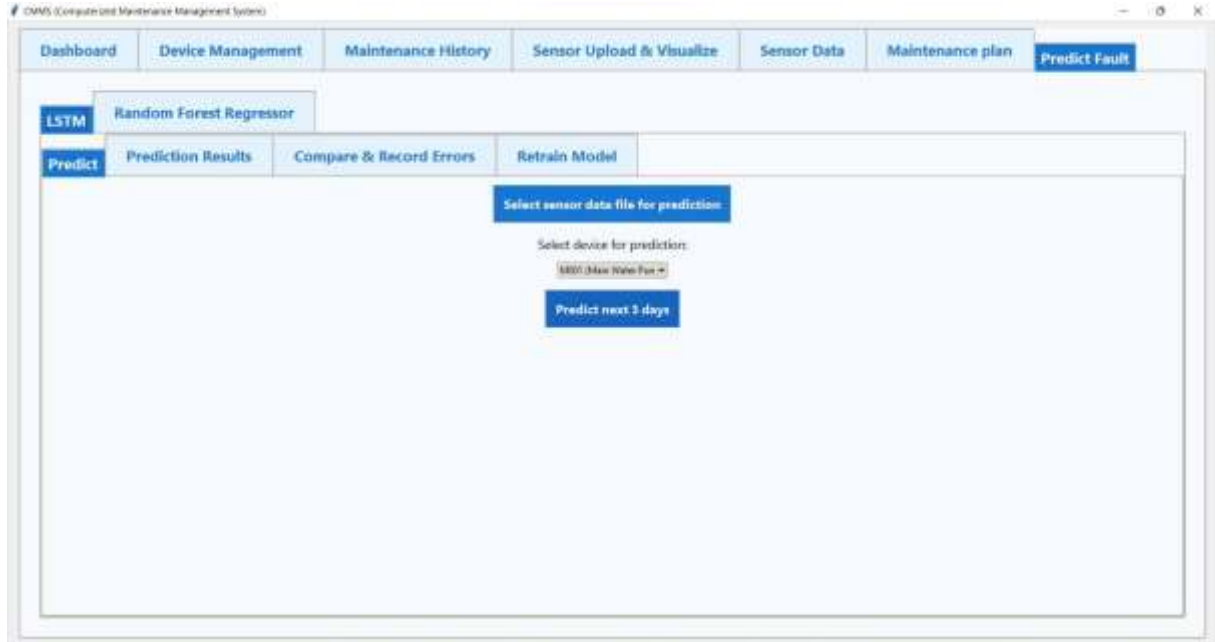 CMMS (Computerized Maintenance Management System)
Dashboard Device Management Maintenance History Sensor Upload & Visualize Sensor Data Maintenance plan Predict Fault
LSTM Random Forest Regressor
Predict Prediction Results Compare & Record Errors Retrain Model
Select sensor data file for prediction
Select device for prediction:
(Main Water
Predict next 3 days